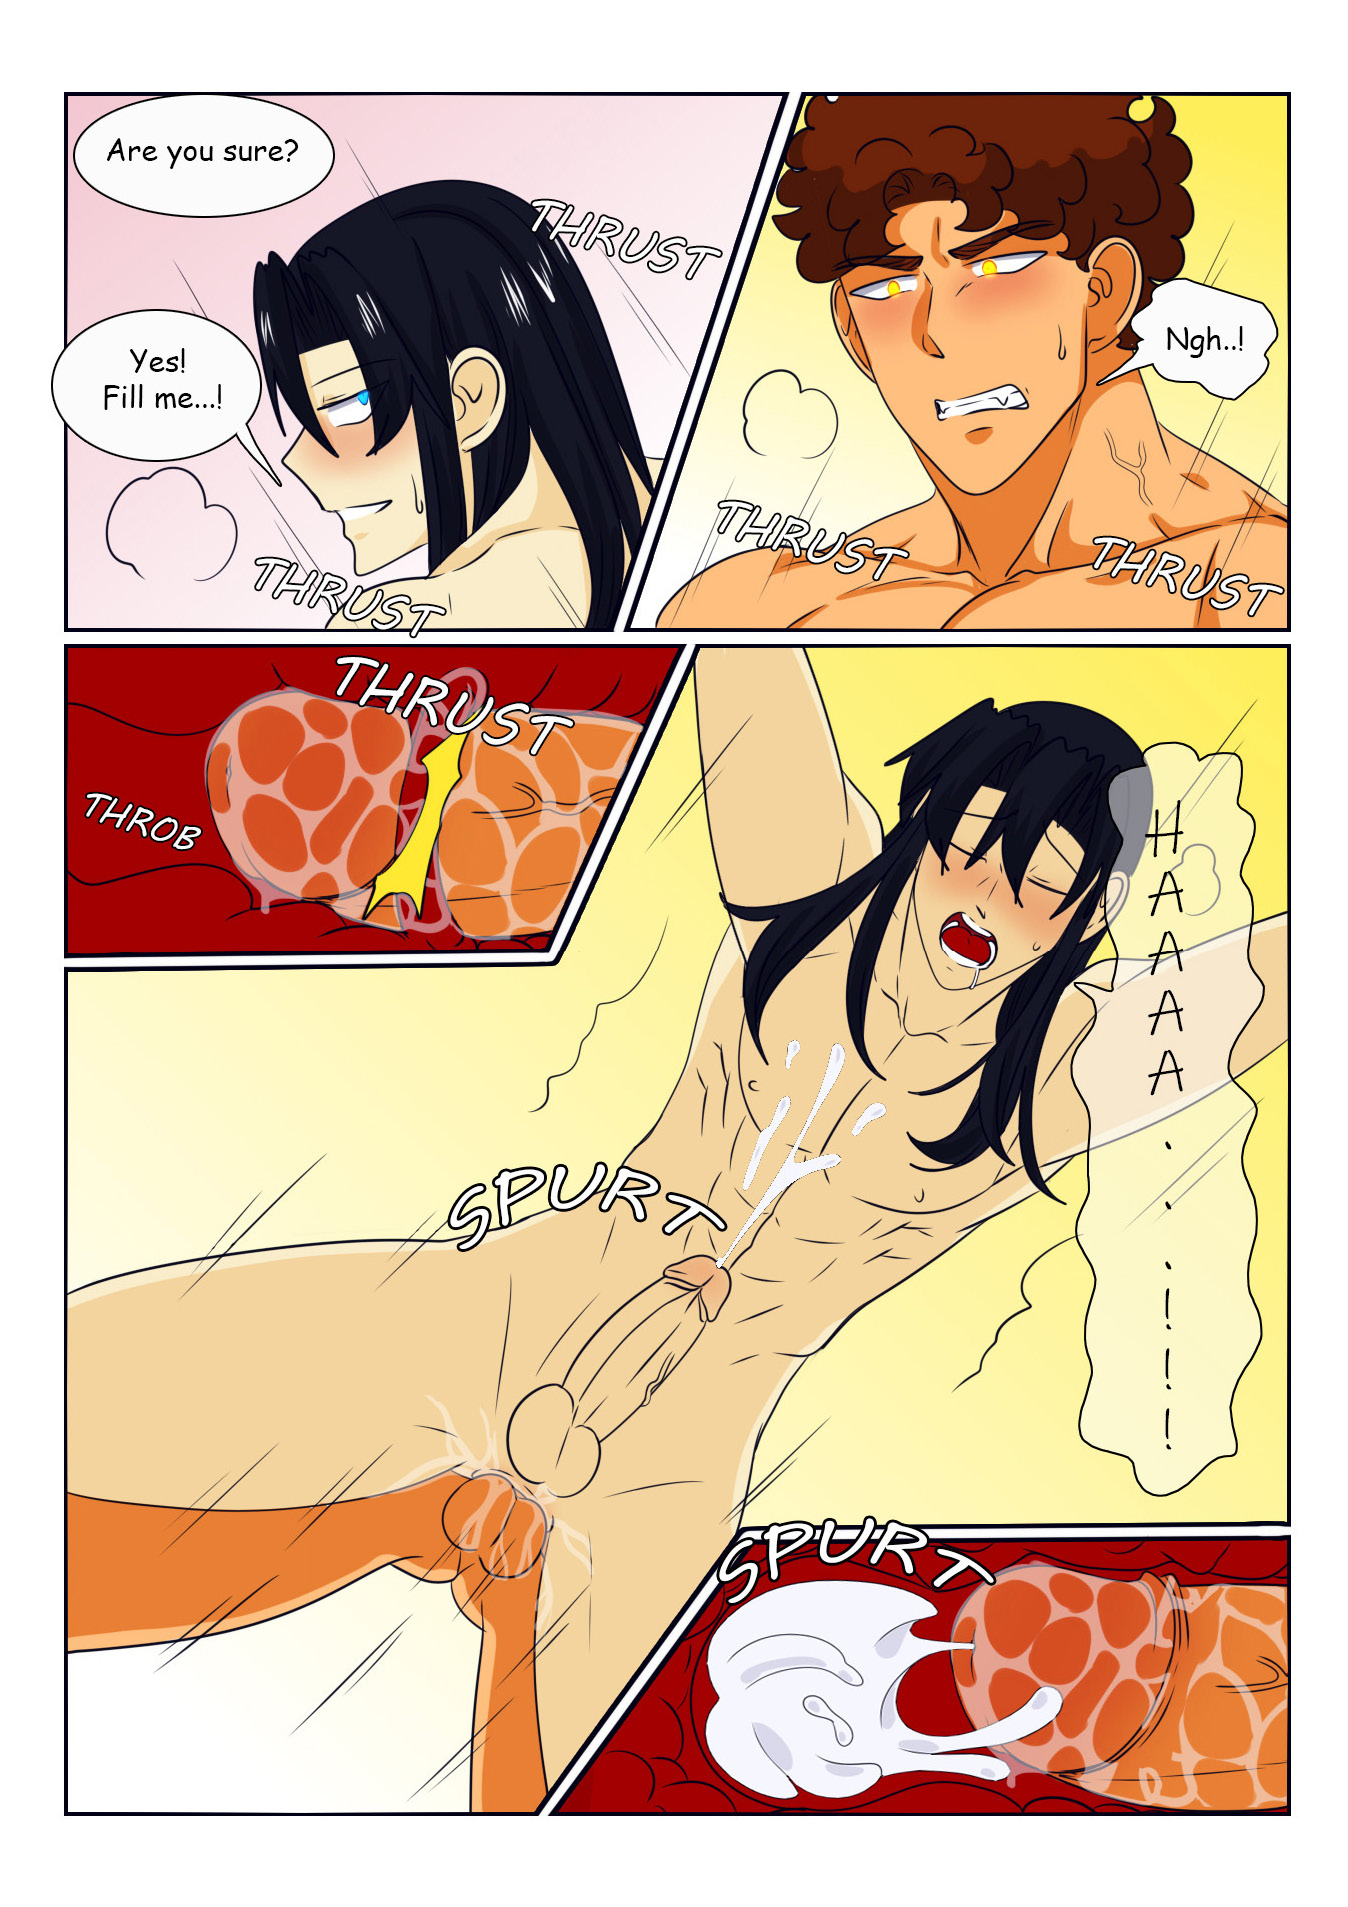 Are you sure?
THRUST
Yes!
Fill me...!
THRUST
Ngh..!
THRUST
THRUST
THRUST
THROB
HAAAA...!!!
SPURT
SPURT